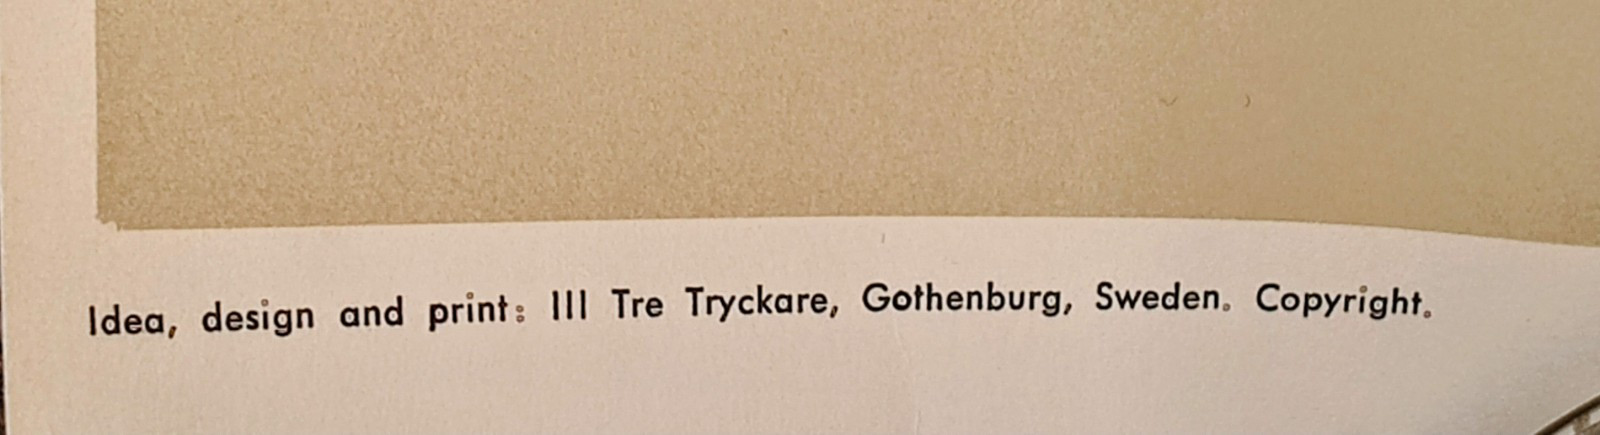 Idea, design and print: III Tre Tryckare, Gothenburg, Sweden. Copyright.